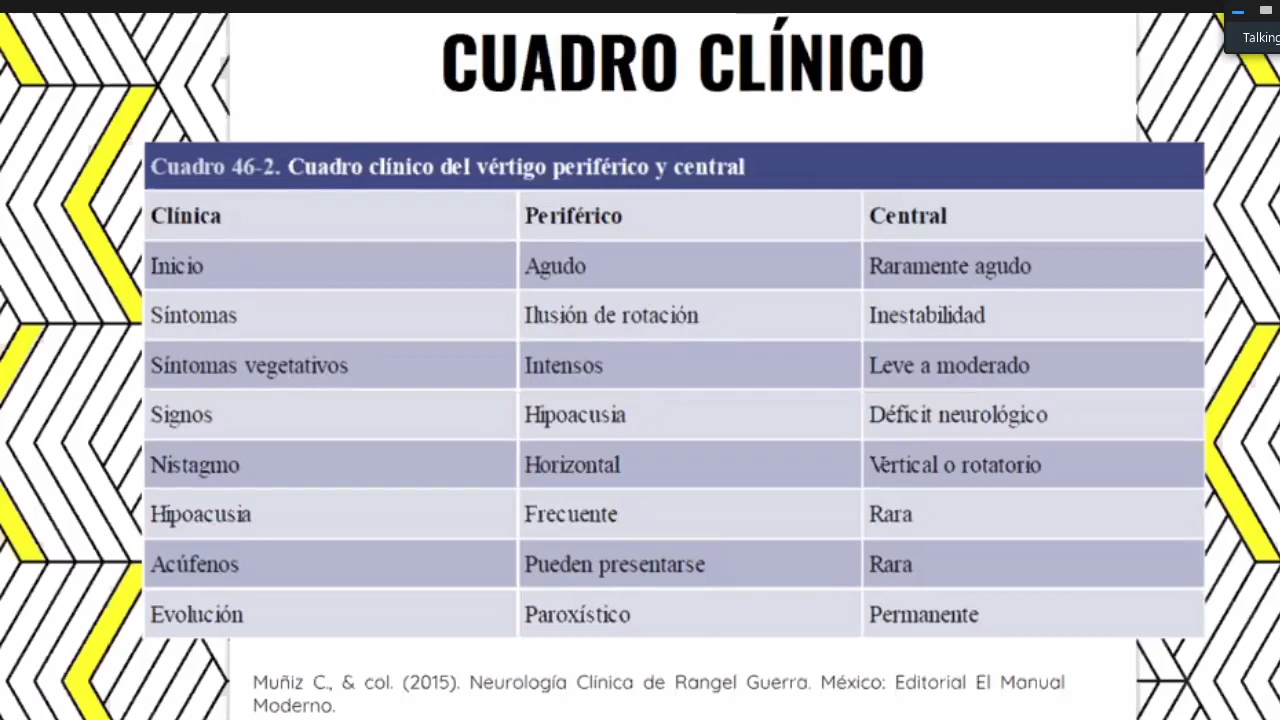 Talking
CUADRO CLÍNICO
Cuadro 46-2. Cuadro clínico del vértigo periférico y central
Clínica Periférico Central
Inicio Agudo Raramente agudo
Síntomas Ilusión de rotación Inestabilidad
Síntomas vegetativos Intensos Leve a moderado
Signos Hipoacusia Déficit neurológico
Nistagmo Horizontal Vertical o rotatorio
Hipoacusia Frecuente Rara
Acúfenos Pueden presentarse Rara
Evolución Paroxístico Permanente
Muñiz C., & col. (2015). Neurología Clínica de Rangel Guerra. México: Editorial El Manual
Moderno.